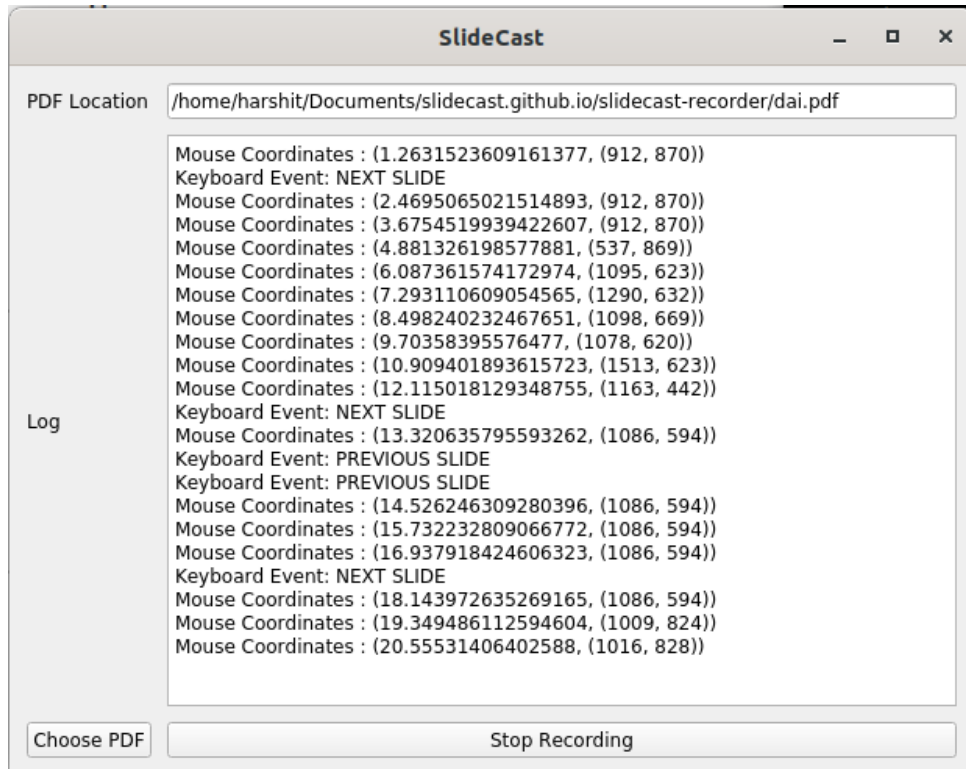 SlideCast
PDF Location /home/harshit/Documents/slidecast.github.io/slidecast-recorder/dai.pdf
Mouse Coordinates : (1.2631523609161377, (912, 870))
Keyboard Event: NEXT SLIDE
Mouse Coordinates : (2.4695065021514893, (912, 870))
Mouse Coordinates : (3.6754519939422607, (912, 870))
Mouse Coordinates : (4.881326198577881, (537, 869))
Mouse Coordinates : (6.087361574172974, (1095, 623))
Mouse Coordinates : (7.293110609054565, (1290, 632))
Mouse Coordinates : (8.498240232467651, (1098, 669))
Mouse Coordinates : (9.70358395576477, (1078, 620))
Mouse Coordinates : (10.909401893615723, (1513, 623))
Mouse Coordinates : (12.115018129348755, (1163, 442))
Keyboard Event: NEXT SLIDE
Log
Mouse Coordinates : (13.320635795593262, (1086, 594))
Keyboard Event: PREVIOUS SLIDE
Keyboard Event: PREVIOUS SLIDE
Mouse Coordinates : (14.526246309280396, (1086, 594))
Mouse Coordinates : (15.732232809066772, (1086, 594))
Mouse Coordinates : (16.937918424606323, (1086, 594))
Keyboard Event: NEXT SLIDE
Mouse Coordinates : (18.143972635269165, (1086, 594))
Mouse Coordinates : (19.349486112594604, (1009, 824))
Mouse Coordinates : (20.55531406402588, (1016, 828))
Choose PDF Stop Recording